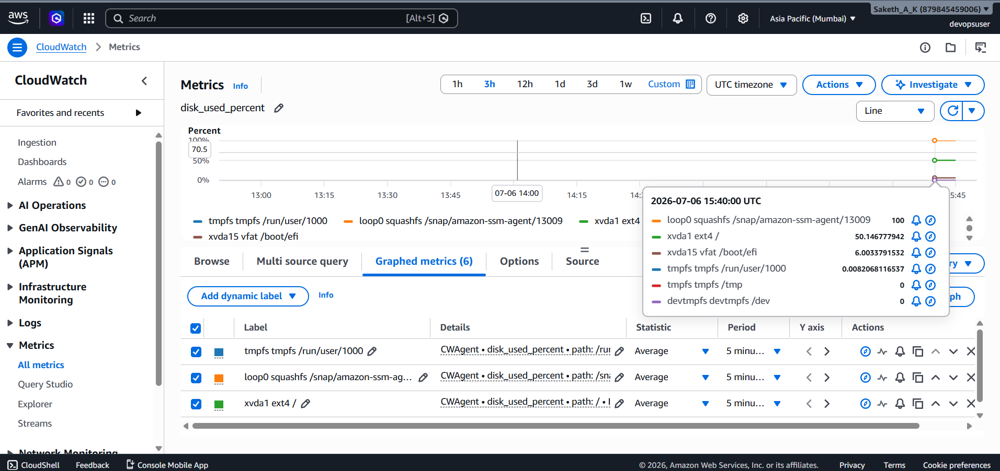 aws
Search [Alt+S]
Asia Pacific (Mumbai)
Saketh_A_K (879845459006)
devopsuser
CloudWatch
Metrics
CloudWatch
Favorites and recents
Ingestion
Dashboards
Alarms 0 0 0
AI Operations
GenAI Observability
Application Signals
(APM)
Infrastructure
Monitoring
Logs
Metrics
All metrics
Query Studio
Explorer
Streams
Network Monitoring
Metrics Info
1h 3h 12h 1d 3d 1w Custom
UTC timezone
Actions
Investigate
disk_used_percent
Line
Percent
100%
70.5
50%
0%
13:00 13:15 13:30 13:45 07-06 14:00 14:15 14:3 5:45
tmpfs tmpfs /run/user/1000 loop0 squashfs /snap/amazon-ssm-agent/13009 xvda1 ext4
xvda15 vfat /boot/efi
2026-07-06 15:40:00 UTC
loop0 squashfs /snap/amazon-ssm-agent/13009 100
xvda1 ext4 / 50.146777942
xvda15 vfat /boot/efi 6.0033791532
tmpfs tmpfs /run/user/1000 0.0082068116537
tmpfs tmpfs /tmp 0
devtmpfs devtmpfs /dev 0
Browse Multi source query Graphed metrics (6) Options Source ry
Add dynamic label Info ph
Label Details Statistic Period Y axis Actions
tmpfs tmpfs /run/user/1000 CWAgent • disk_used_percent • path: /rur Average 5 minu...
loop0 squashfs /snap/amazon-ssm-ag... CWAgent • disk_used_percent • path: /sna Average 5 minu...
xvda1 ext4 / CWAgent • disk_used_percent • path: / • Average 5 minu...
CloudShell Feedback Console Mobile App © 2026, Amazon Web Services, Inc. or its affiliates. Privacy Terms Cookie preferences